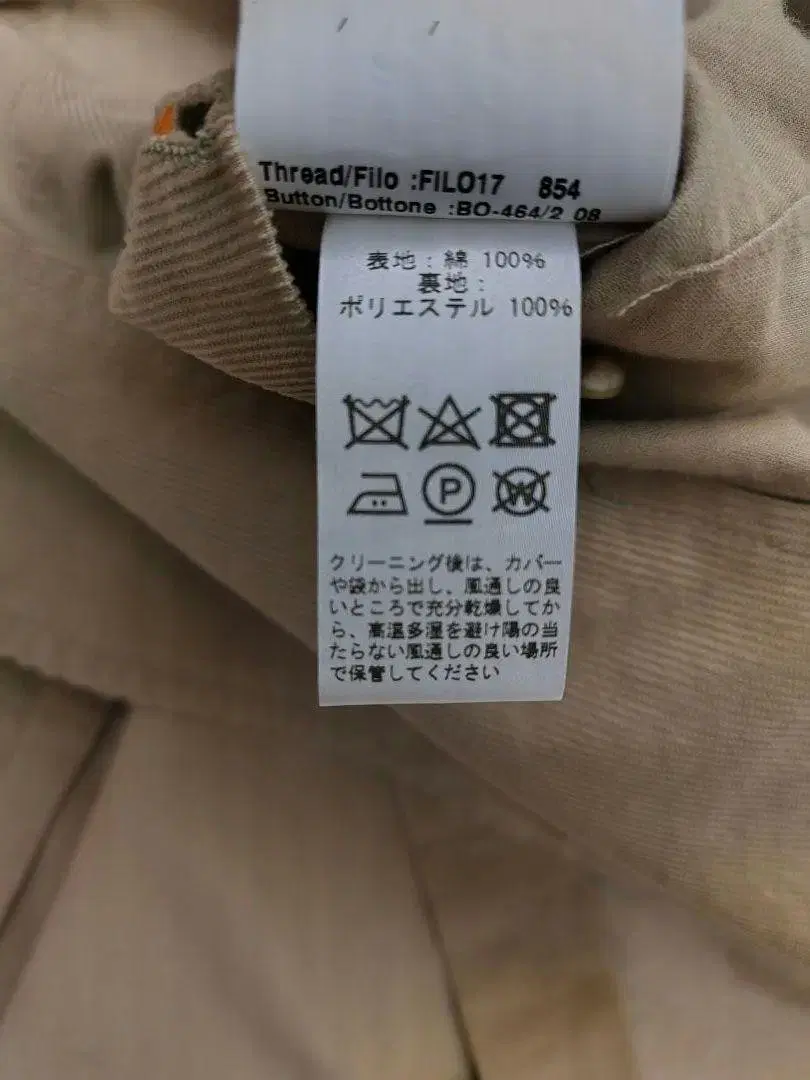 Thread/Filo :FILO17 854
Button/Bottone :BO-464/2 08
表地：綿 100%
裏地：
ポリエステル 100%
P
W
クリーニング後は、カバー
や袋から出し、風通しの良
いところで充分乾燥してか
ら、高温多湿を避け陽の当
たらない風通しの良い場所
で保管してください